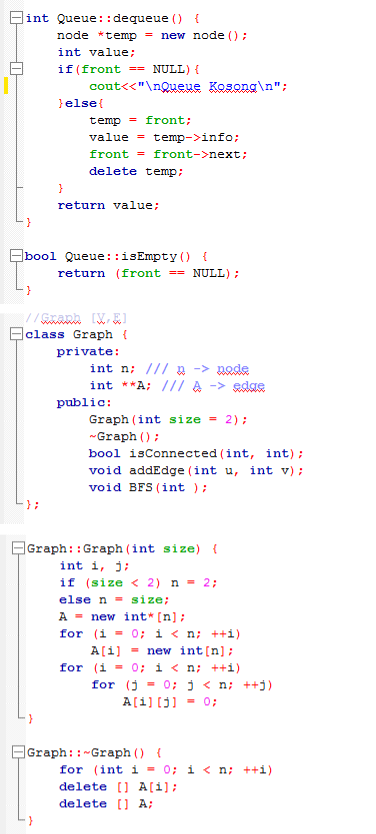 int Queue::dequeue() {
node *temp = new node();
int value;
if(front == NULL){
cout<<"\nQueue Kosong\n";
}else{
temp = front;
value = temp->info;
front = front->next;
delete temp;
}
return value;
}
bool Queue::isEmpty() {
return (front == NULL);
}
//Graph [V,E]
class Graph {
private:
int n; /// n -> node
int **A; /// A -> edge
public:
Graph(int size = 2);
~Graph();
bool isConnected(int, int);
void addEdge(int u, int v);
void BFS(int );
};
Graph::Graph(int size) {
int i, j;
if (size < 2) n = 2;
else n = size;
A = new int*[n];
for (i = 0; i < n; ++i)
A[i] = new int[n];
for (i = 0; i < n; ++i)
for (j = 0; j < n; ++j)
A[i][j] = 0;
}
Graph::~Graph() {
for (int i = 0; i < n; ++i)
delete [] A[i];
delete [] A;
}